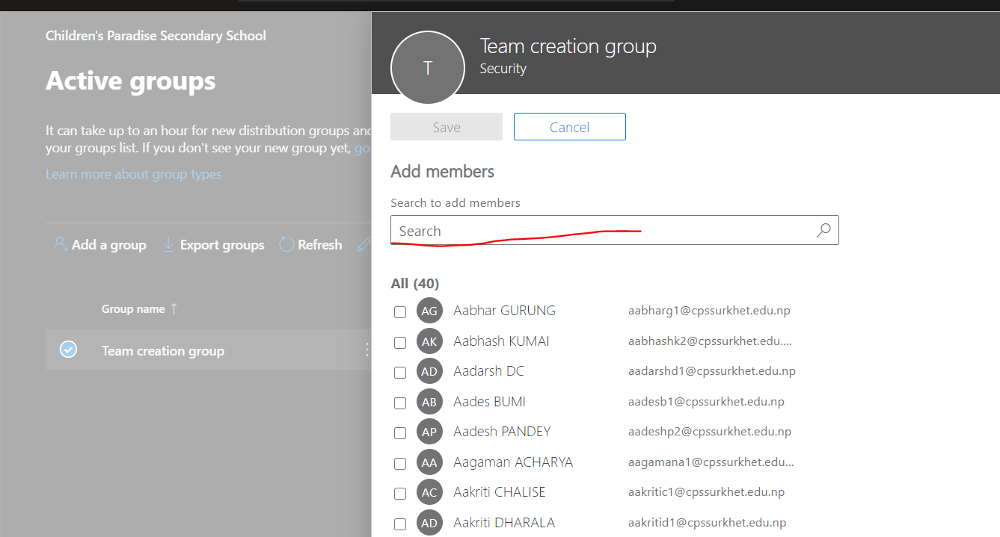 Children's Paradise Secondary School
Active groups
It can take up to an hour for new distribution groups and
your groups list. If you don't see your new group yet, go
Learn more about group types
Add a group
Export groups
Refresh
Group name ↑
Team creation group
T
Team creation group
Security
Save
Cancel
Add members
Search to add members
Search
All (40)
AG Aabhar GURUNG aabharg1@cpssurkhet.edu.np
AK Aabhash KUMAI aabhashk2@cpssurkhet.edu....
AD Aadarsh DC aadarshd1@cpssurkhet.edu.np
AB Aades BUMI aadesb1@cpssurkhet.edu.np
AP Aadesh PANDEY aadeshp2@cpssurkhet.edu.np
AA Aagaman ACHARYA aagamana1@cpssurkhet.edu...
AC Aakriti CHALISE aakritic1@cpssurkhet.edu.np
AD Aakriti DHARALA aakritid1@cpssurkhet.edu.np